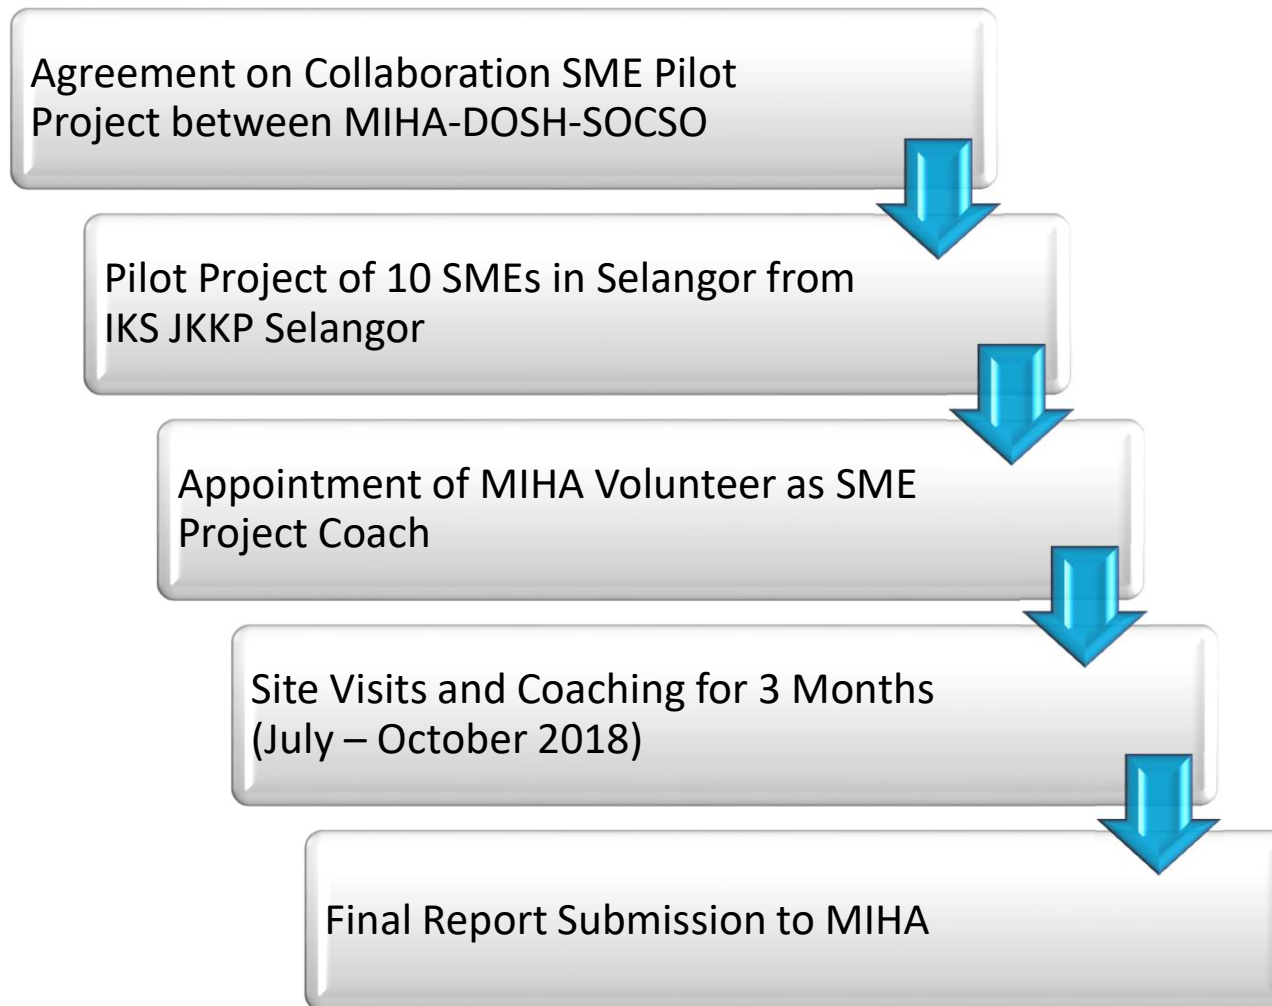 Agreement on Collaboration SME Pilot
Project between MIHA-DOSH-SOCSO
Pilot Project of 10 SMEs in Selangor from
IKS JKKP Selangor
Appointment of MIHA Volunteer as SME
Project Coach
Site Visits and Coaching for 3 Months
(July – October 2018)
Final Report Submission to MIHA